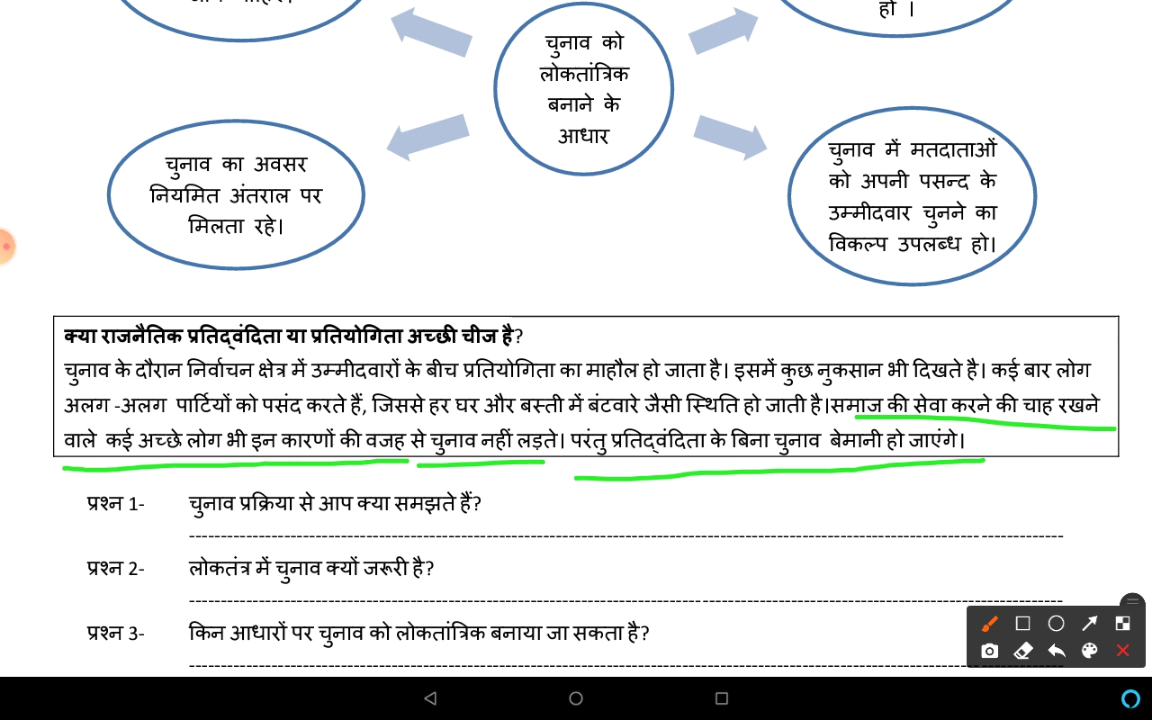 हो ।
चुनाव को
लोकतांत्रिक
बनाने के
आधार
चुनाव का अवसर
नियमित अंतराल पर
मिलता रहे।
चुनाव में मतदाताओं
को अपनी पसन्द के
उम्मीदवार चुनने का
विकल्प उपलब्ध हो।
क्या राजनैतिक प्रतिद्वंदिता या प्रतियोगिता अच्छी चीज है?
चुनाव के दौरान निर्वाचन क्षेत्र में उम्मीदवारों के बीच प्रतियोगिता का माहौल हो जाता है। इसमें कुछ नुकसान भी दिखते है। कई बार लोग
अलग -अलग पार्टियों को पसंद करते हैं, जिससे हर घर और बस्ती में बंटवारे जैसी स्थिति हो जाती है।समाज की सेवा करने की चाह रखने
वाले कई अच्छे लोग भी इन कारणों की वजह से चुनाव नहीं लड़ते। परंतु प्रतिद्वंदिता के बिना चुनाव बेमानी हो जाएंगे।
प्रश्न 1- चुनाव प्रक्रिया से आप क्या समझते हैं?
प्रश्न 2- लोकतंत्र में चुनाव क्यों जरूरी है?
प्रश्न 3- किन आधारों पर चुनाव को लोकतांत्रिक बनाया जा सकता है?